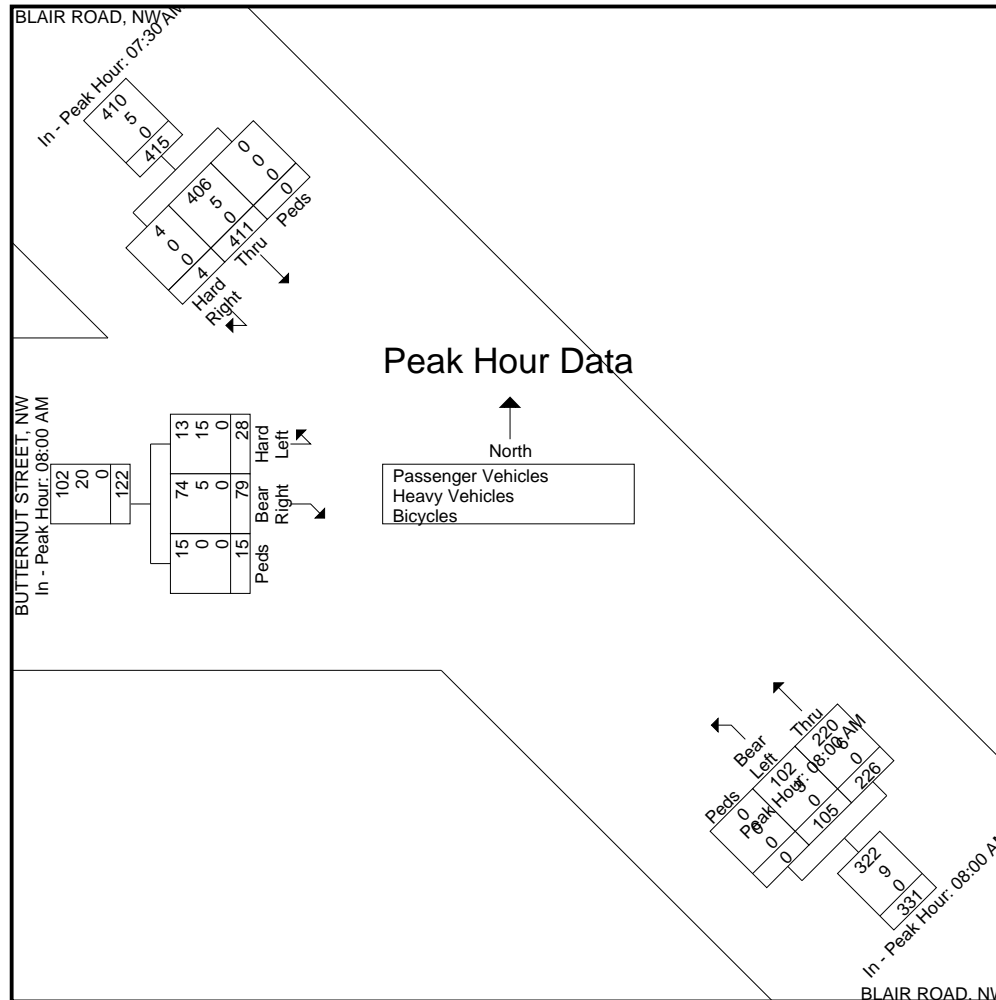 BLAIR ROAD, NW
In - Peak Hour: 07:30 AM
410
5
0
415
4 406 0
0 5 0
0 0 0
4 411 0
Hard Right
Thru
Peds
Peak Hour Data
North
Passenger Vehicles
Heavy Vehicles
Bicycles
BUTTERNUT STREET, NW
In - Peak Hour: 08:00 AM
102
20
0
122
13
15
0
28
Hard
Left
74
5
0
79
Bear
Right
15
0
0
15
Peds
Peds
Bear
Left
Thru
0 102 220
0 3 6
0 0 0
0 105 226
Peak Hour: 08:00 AM
322
9
0
331
In - Peak Hour: 08:00 AM
BLAIR ROAD, NW